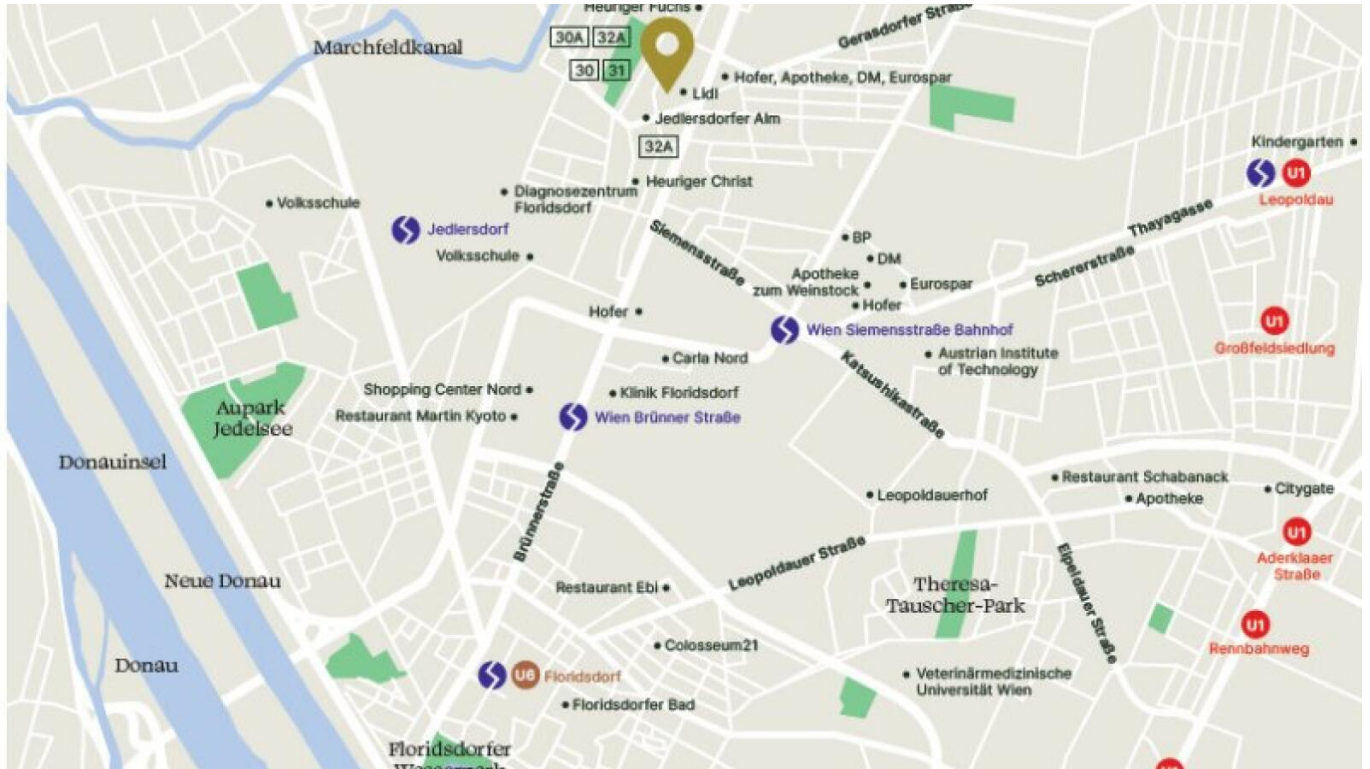 Heuriger Fuchs
Gerasdorfer Straße
Marchfeldkanal
30A 32A
30 31
Hofer, Apotheke, DM, Eurospar
Lidl
Jedlersdorfer Alm
32A
Kindergarten
U1
Leopoldau
Heuriger Christ
Diagnosezentrum
Floridsdorf
Volksschule
Thayagasse
Jedlersdorf
Siemensstraße
BP
Volksschule
DM
Schererstraße
Apotheke
zum Weinstock
Eurospar
Hofer
Hofer
U1
Großfeldsiedlung
Wien Siemensstraße Bahnhof
Carla Nord
Austrian Institute
of Technology
Katsushikastraße
Shopping Center Nord
Klinik Floridsdorf
Aupark
Jedelsee
Restaurant Martin Kyoto
Wien Brünner Straße
Donauinsel
Restaurant Schabanack
Citygate
Leopoldauerhof
Apotheke
Brünnerstraße
U1
Aderklaaer
Straße
Leopoldauer Straße
Neue Donau
Restaurant Ebi
Theresa-
Tauscher-Park
Eipeldauer Straße
U1
Rennbahnweg
Colosseum21
Donau
U6
Floridsdorf
Veterinärmedizinische
Universität Wien
Floridsdorfer Bad
Floridsdorfer